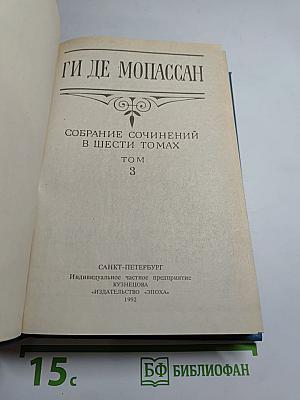 ГИ ДЕ МОПАССАН
СОБРАНИЕ СОЧИНЕНИЙ
В ШЕСТИ ТОМАХ
ТОМ
3
САНКТ-ПЕТЕРБУРГ
Индивидуальное частное предприятие
КУЗНЕЦОВА
«ИЗДАТЕЛЬСТВО «ЭПОХА»
1992
15с
БФ БИБЛИОФАН